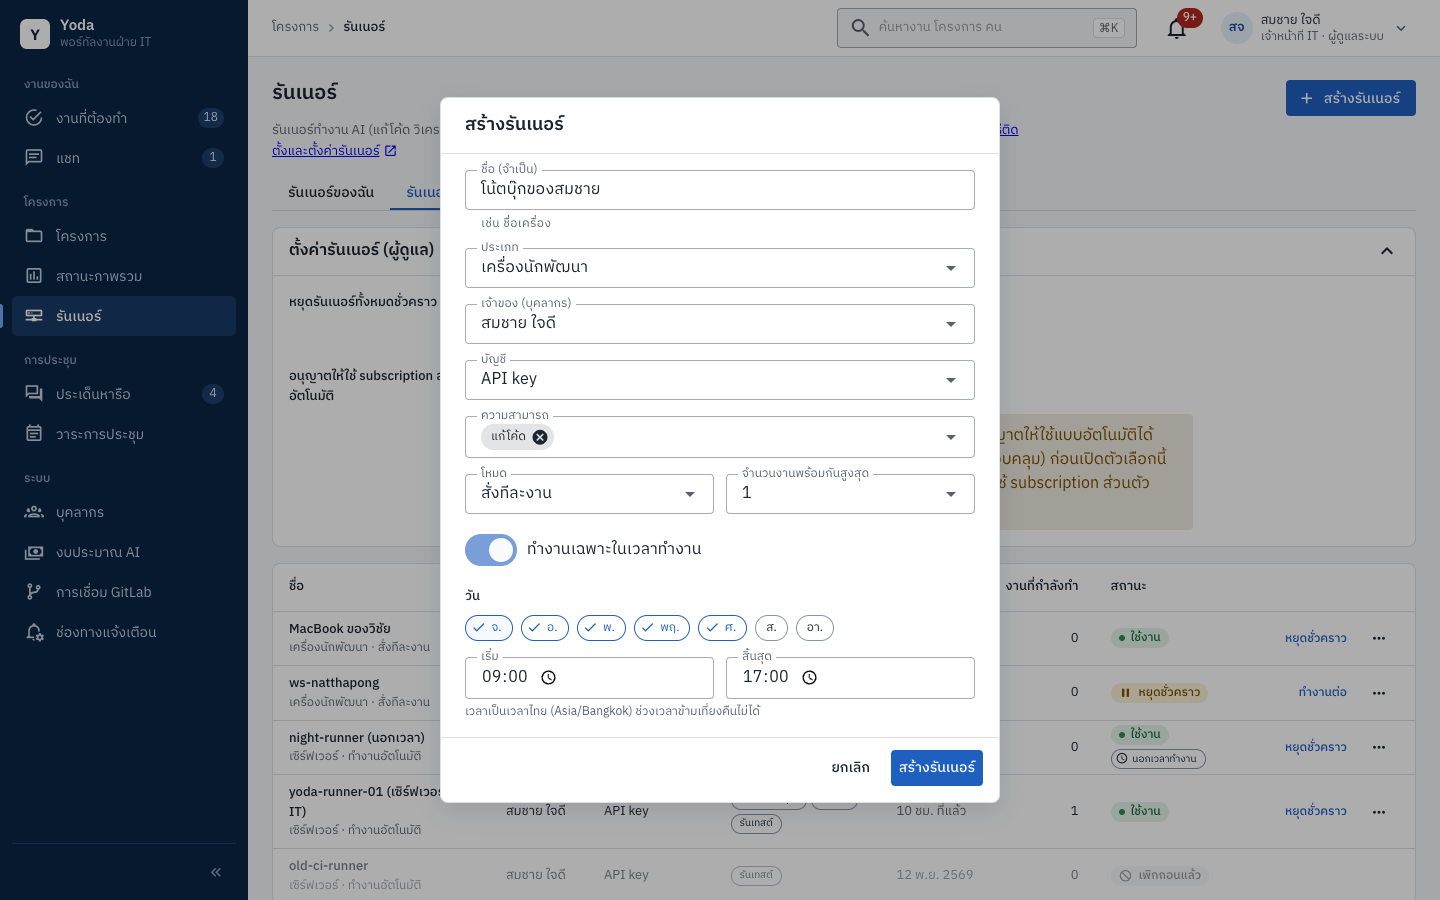 Y
Yoda
พอร์ทัลงานฝ่าย IT
งานของฉัน
งานที่ต้องทำ 18
แชท 1
โครงการ
โครงการ
สถานะภาพรวม
รันเนอร์
การประชุม
ประเด็นหารือ 4
วาระการประชุม
ระบบ
บุคลากร
งบประมาณ AI
การเชื่อม GitLab
ช่องทางแจ้งเตือน
โครงการ > รันเนอร์
ค้นหางาน โครงการ คน ⌘K
9+
สจ
สมชาย ใจดี
เจ้าหน้าที่ IT · ผู้ดูแลระบบ
รันเนอร์
+ สร้างรันเนอร์
รันเนอร์ทำงาน AI (แก้โค้ด
ตั้งและตั้งค่ารันเนอร์
รันเนอร์ของฉัน
ตั้งค่ารันเนอร์ (ผู้ดูแล)
หยุดรันเนอร์ทั้งหมดชั่วคราว
อนุญาตให้ใช้ subscription
อัตโนมัติ
ญาตให้ใช้แบบอัตโนมัติได้
อบคลุม) ก่อนเปิดตัวเลือกนี้
ช้ subscription ส่วนตัว
สร้างรันเนอร์
ชื่อ (จำเป็น)
โน้ตบุ๊กของสมชาย
เช่น ชื่อเครื่อง
ประเภท
เครื่องนักพัฒนา
เจ้าของ (บุคลากร)
สมชาย ใจดี
บัญชี
API key
ความสามารถ
แก้โค้ด
โหมด
สั่งทีละงาน
จำนวนงานพร้อมกันสูงสุด
1
ทำงานเฉพาะในเวลาทำงาน
วัน
จ. อ. พ. พฤ. ศ. ส. อา.
เริ่ม
09:00
สิ้นสุด
17:00
เวลาเป็นเวลาไทย (Asia/Bangkok) ช่วงเวลาข้ามเที่ยงคืนไม่ได้
ยกเลิก
สร้างรันเนอร์
ชื่อ งานที่กำลังทำ สถานะ
MacBook ของวิชัย
เครื่องนักพัฒนา · สั่งทีละงาน
0 ใช้งาน หยุดชั่วคราว
ws-natthapong
เครื่องนักพัฒนา · สั่งทีละงาน
0 หยุดชั่วคราว ทำงานต่อ
night-runner (นอกเวลา)
เซิร์ฟเวอร์ · ทำงานอัตโนมัติ
0 ใช้งาน หยุดชั่วคราว
นอกเวลาทำงาน
yoda-runner-01 (เซิร์ฟเวอร์
IT)
เซิร์ฟเวอร์ · ทำงานอัตโนมัติ
สมชาย ใจดี API key
รันเทสต์
10 ชม. ที่แล้ว 1 ใช้งาน หยุดชั่วคราว
old-ci-runner
เซิร์ฟเวอร์ · ทำงานอัตโนมัติ
สมชาย ใจดี API key รันเทสต์ 12 พ.ย. 2569 0 เพิกถอนแล้ว